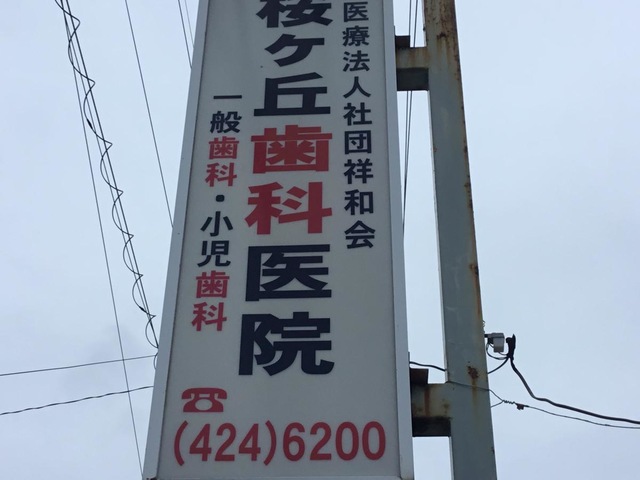 医療法人社団祥和会
桜ヶ丘歯科医院
一般歯科・小児歯科
☎
(424)6200